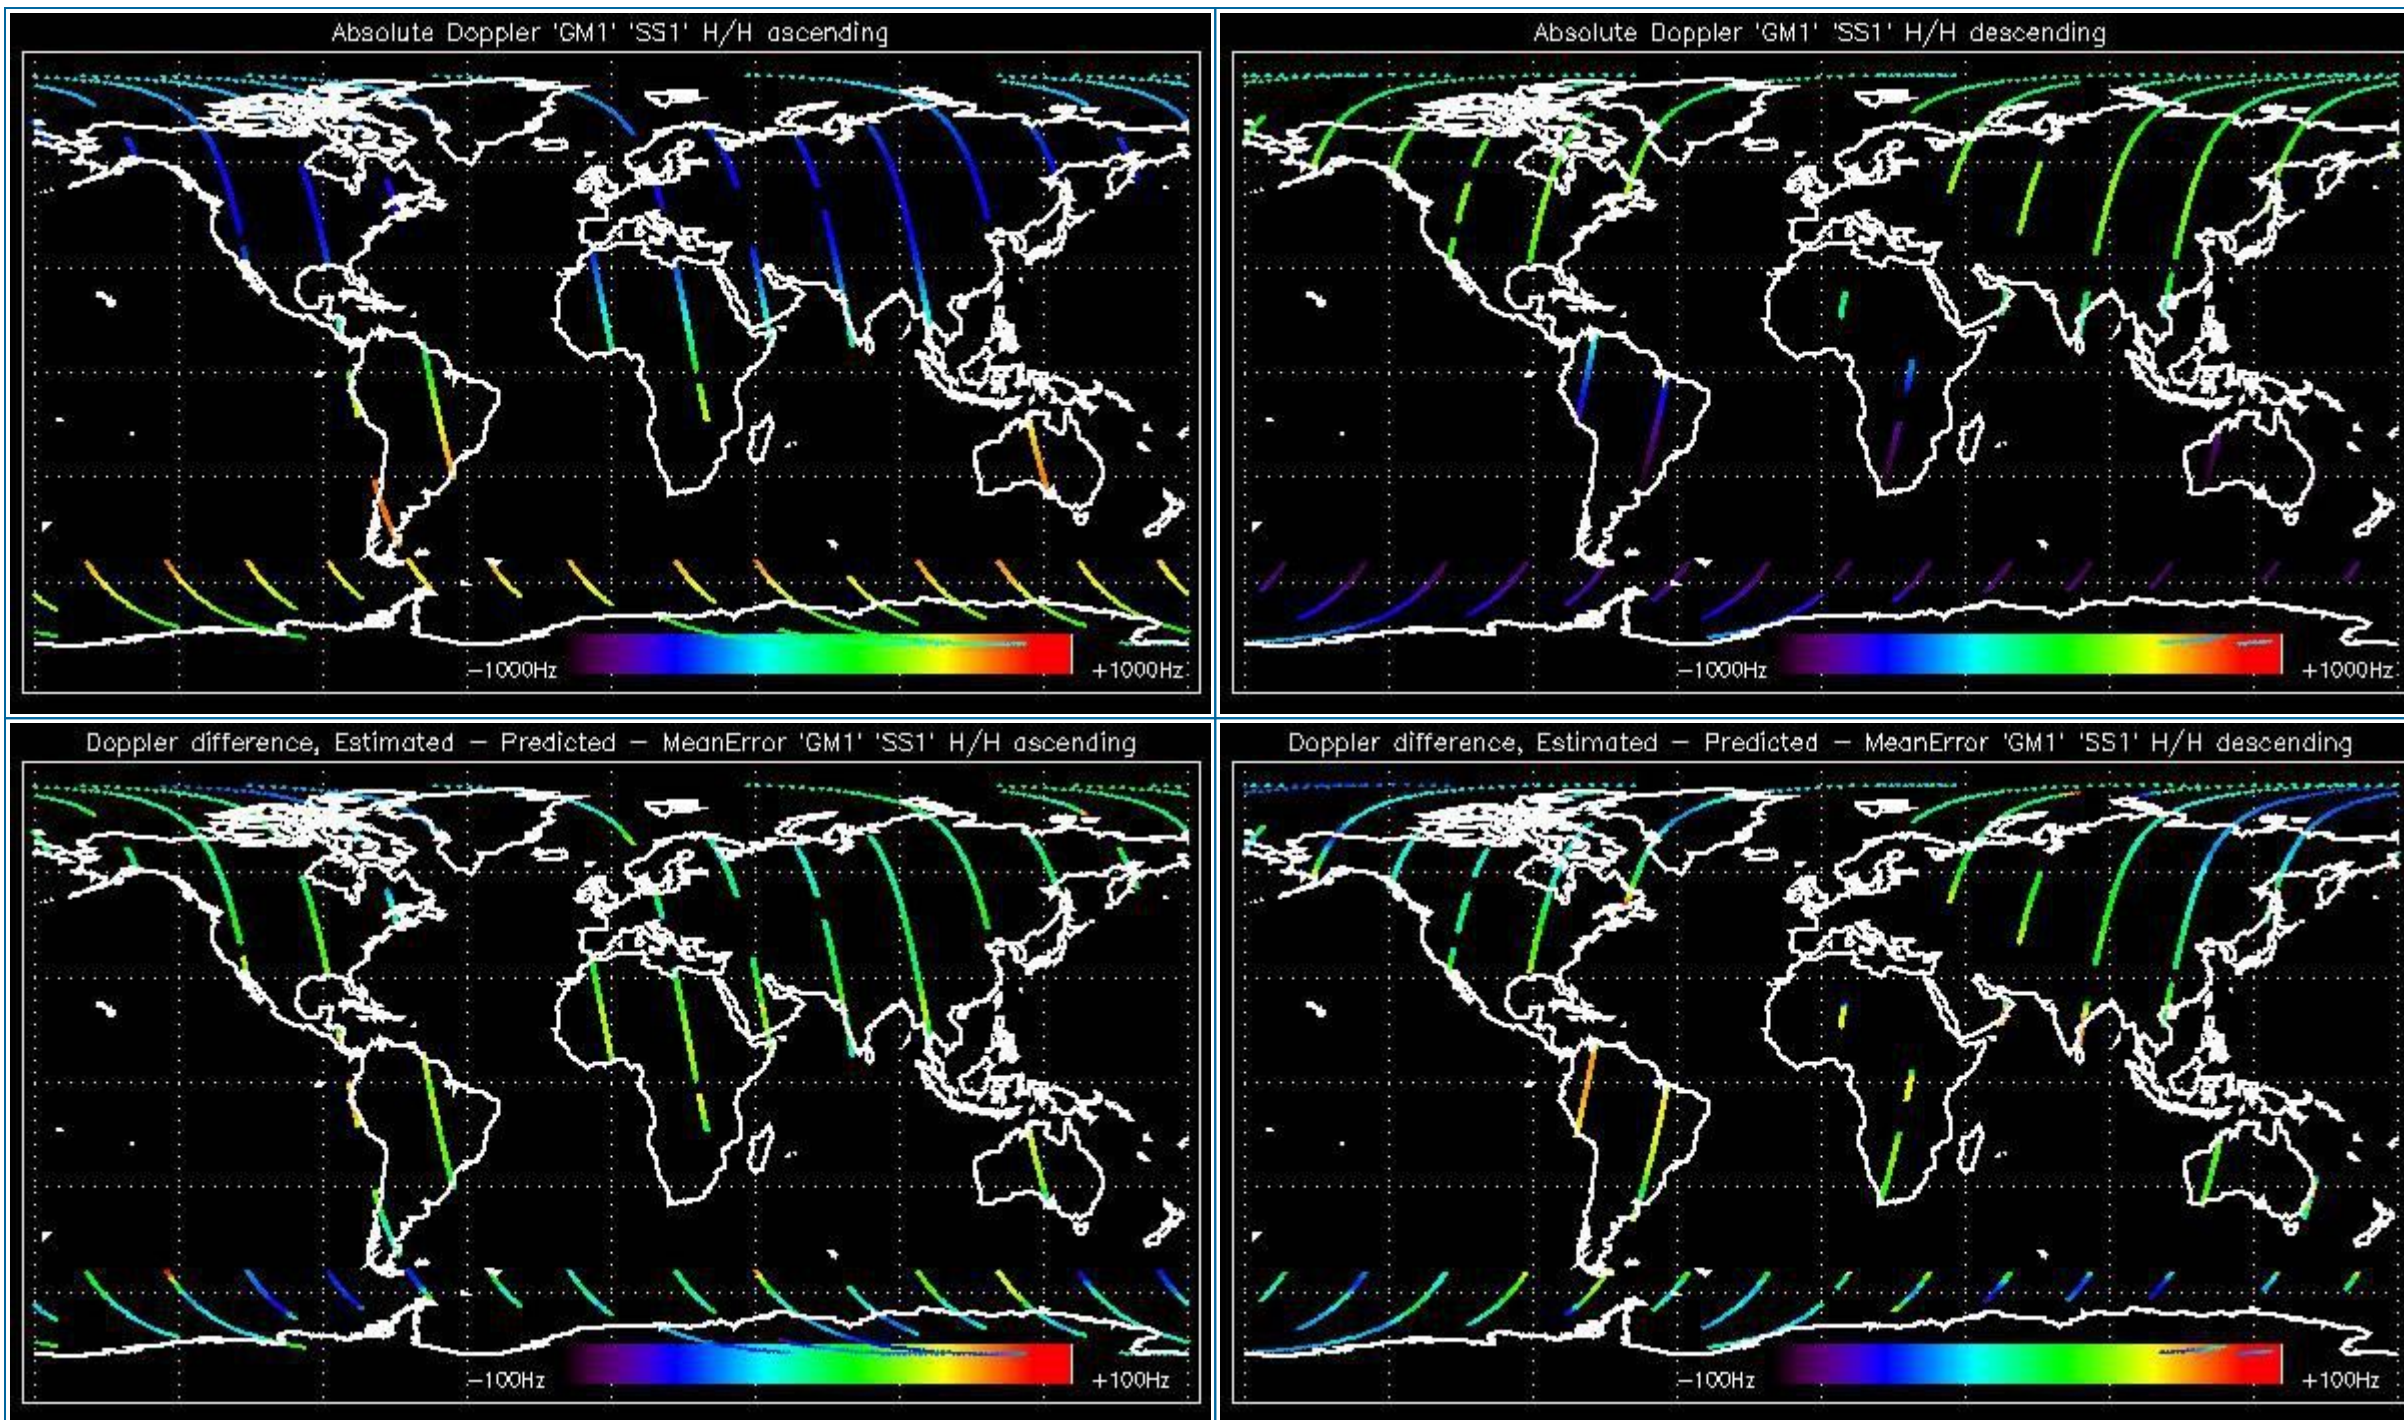 Absolute Doppler 'GM1' 'SS1' H/H ascending
-1000Hz +1000Hz
Absolute Doppler 'GM1' 'SS1' H/H descending
-1000Hz +1000Hz
Doppler difference, Estimated - Predicted - MeanError 'GM1' 'SS1' H/H ascending
-100Hz +100Hz
Doppler difference, Estimated - Predicted - MeanError 'GM1' 'SS1' H/H descending
-100Hz +100Hz